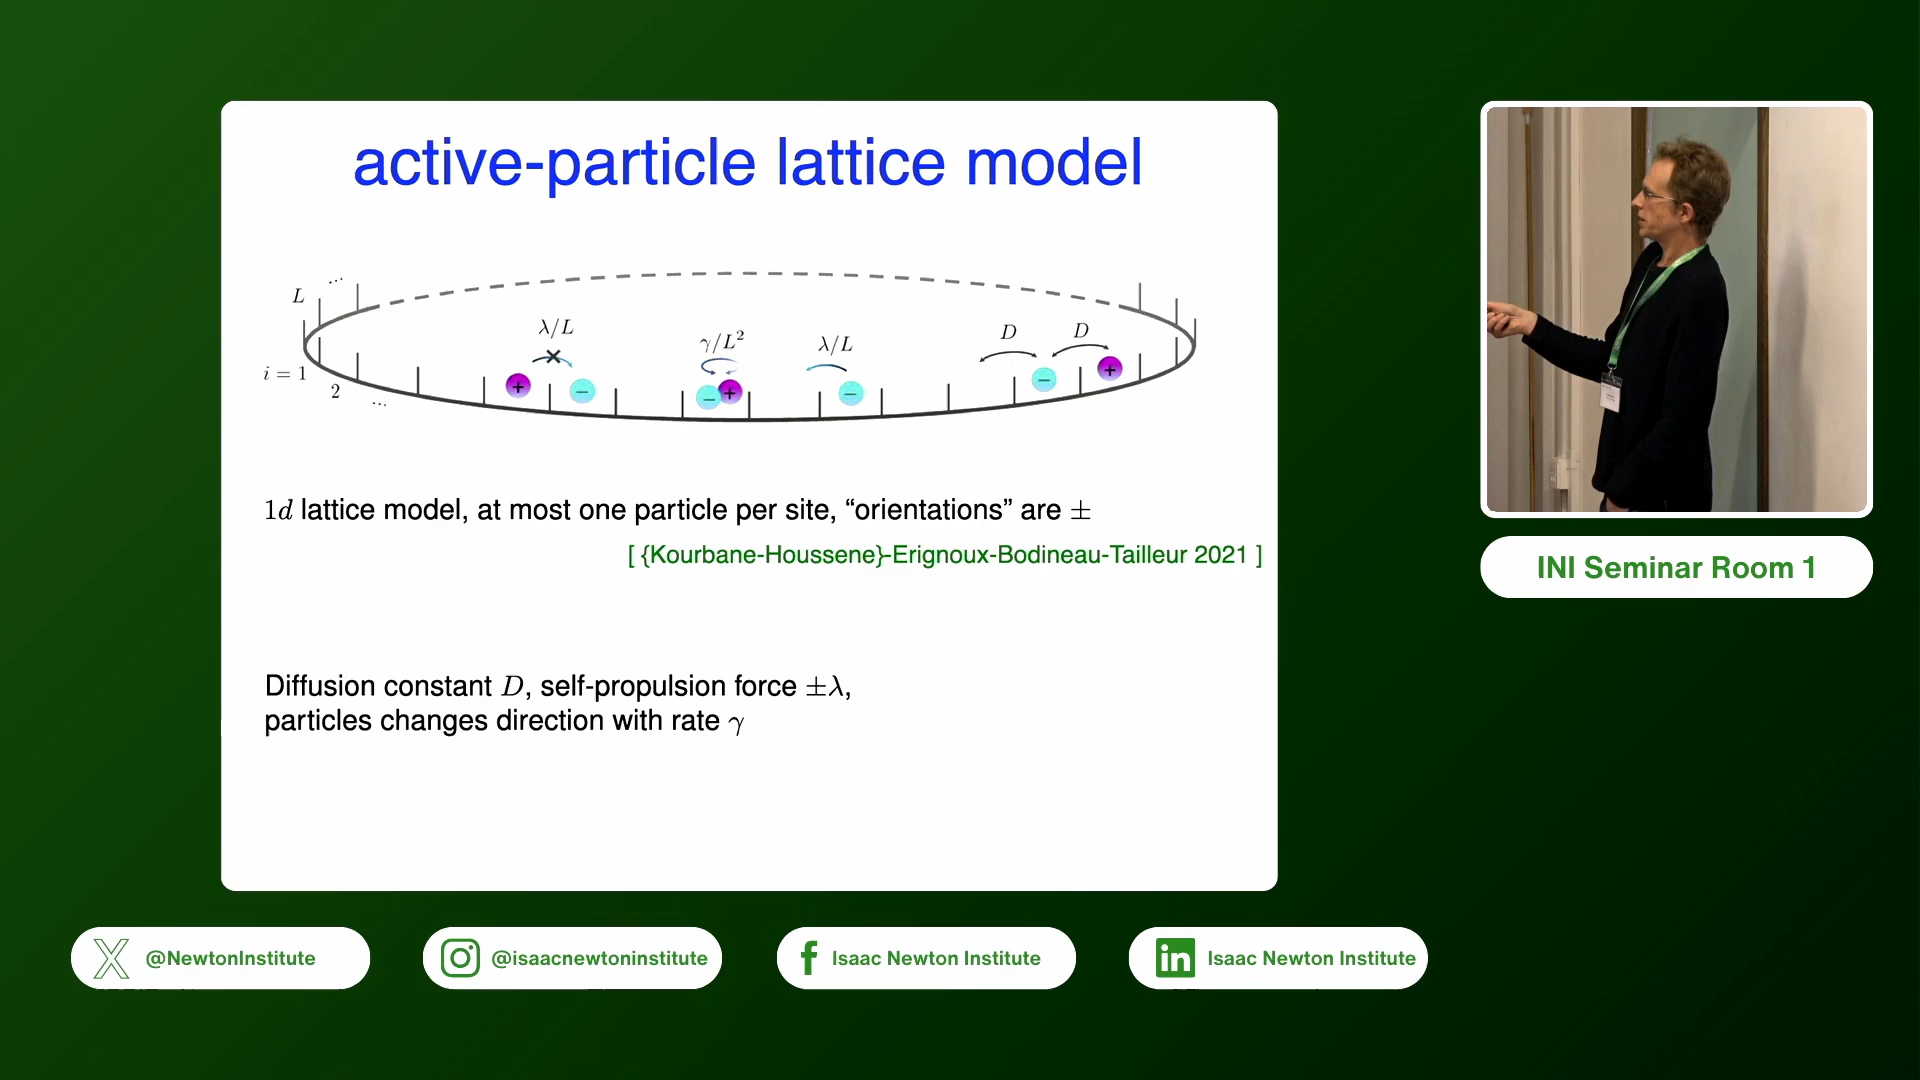 active-particle lattice model
L
...
λ/L
γ/L²
λ/L
D
D
i = 1
2
...
+
−
−
+
−
−
+
1d lattice model, at most one particle per site, “orientations” are ±
[ {Kourbane-Houssene}-Erignoux-Bodineau-Tailleur 2021 ]
Diffusion constant D, self-propulsion force ±λ,
particles changes direction with rate γ
INI Seminar Room 1
@NewtonInstitute
@isaacnewtoninstitute
Isaac Newton Institute
Isaac Newton Institute